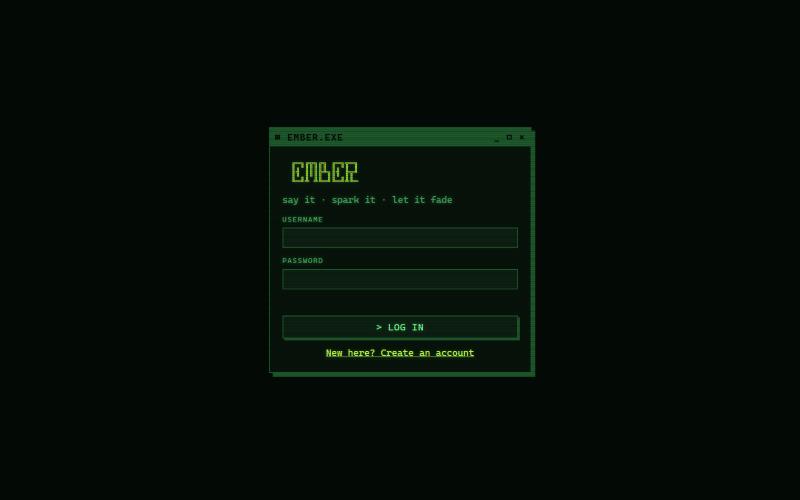 EMBER.EXE
EMBER
say it · spark it · let it fade
USERNAME
PASSWORD
> LOG IN
New here? Create an account